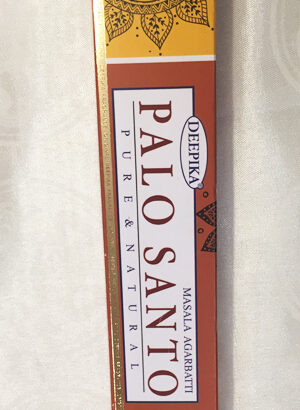 DEEPIKA®
MASALA AGARBATTI
PALO SANTO
PURE & NATURAL